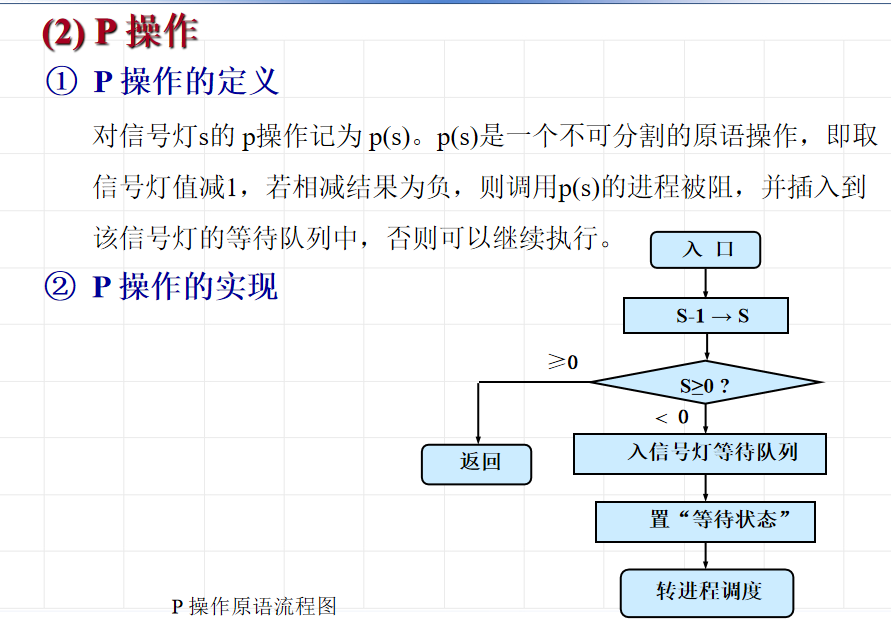 (2) P 操作
① P 操作的定义
对信号灯s的 p操作记为 p(s)。p(s)是一个不可分割的原语操作，即取
信号灯值减1，若相减结果为负，则调用p(s)的进程被阻，并插入到
该信号灯的等待队列中，否则可以继续执行。
② P 操作的实现
入 口
S-1 → S
≥0
S≥0 ?
< 0
返回
入信号灯等待队列
置“等待状态”
转进程调度
P 操作原语流程图